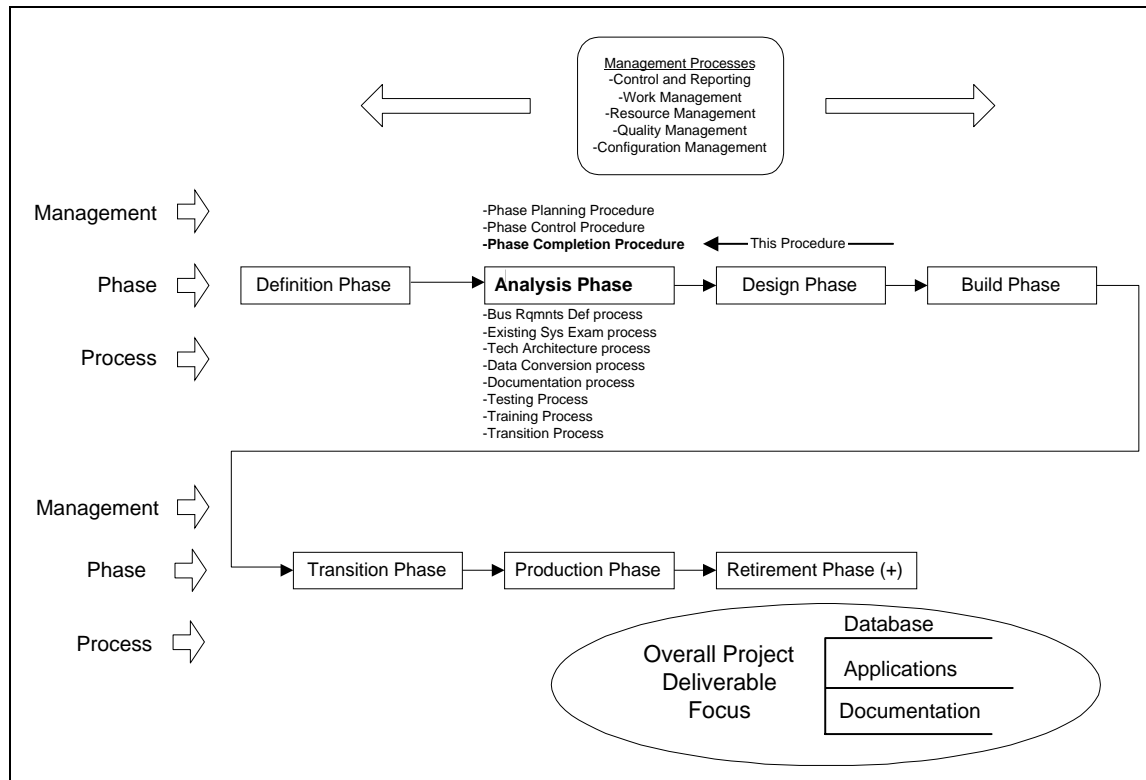 Management Processes
-Control and Reporting
-Work Management
-Resource Management
-Quality Management
-Configuration Management
Management
-Phase Planning Procedure
-Phase Control Procedure
-Phase Completion Procedure
This Procedure
Phase
Definition Phase
Analysis Phase
Design Phase
Build Phase
Process
-Bus Rqmnts Def process
-Existing Sys Exam process
-Tech Architecture process
-Data Conversion process
-Documentation process
-Testing Process
-Training Process
-Transition Process
Management
Phase
Transition Phase
Production Phase
Retirement Phase (+)
Process
Overall Project
Deliverable
Focus
Database
Applications
Documentation